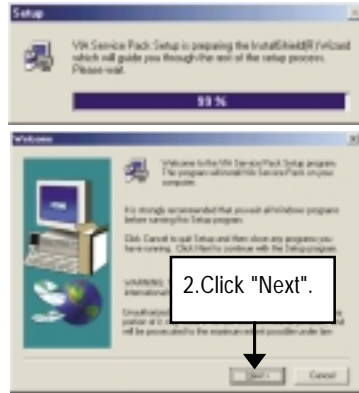 Setup
VIA Service Pack Setup is preparing the InstallShield(R) Wizard
which will guide you through the rest of the setup process.
Please wait.
99 %
Welcome
Welcome to the VIA Service Pack Setup program.
This program will install VIA Service Pack on your
computer.
It is strongly recommended that you exit all Windows programs
before running this Setup program.
Click Cancel to quit Setup and then close any programs you
have running. Click Next to continue with the Setup program.
WARNING:
international
2.Click "Next".
Unauthorized
portion of it,
will be prosecuted to the maximum extent possible under law.
Next >
Cancel